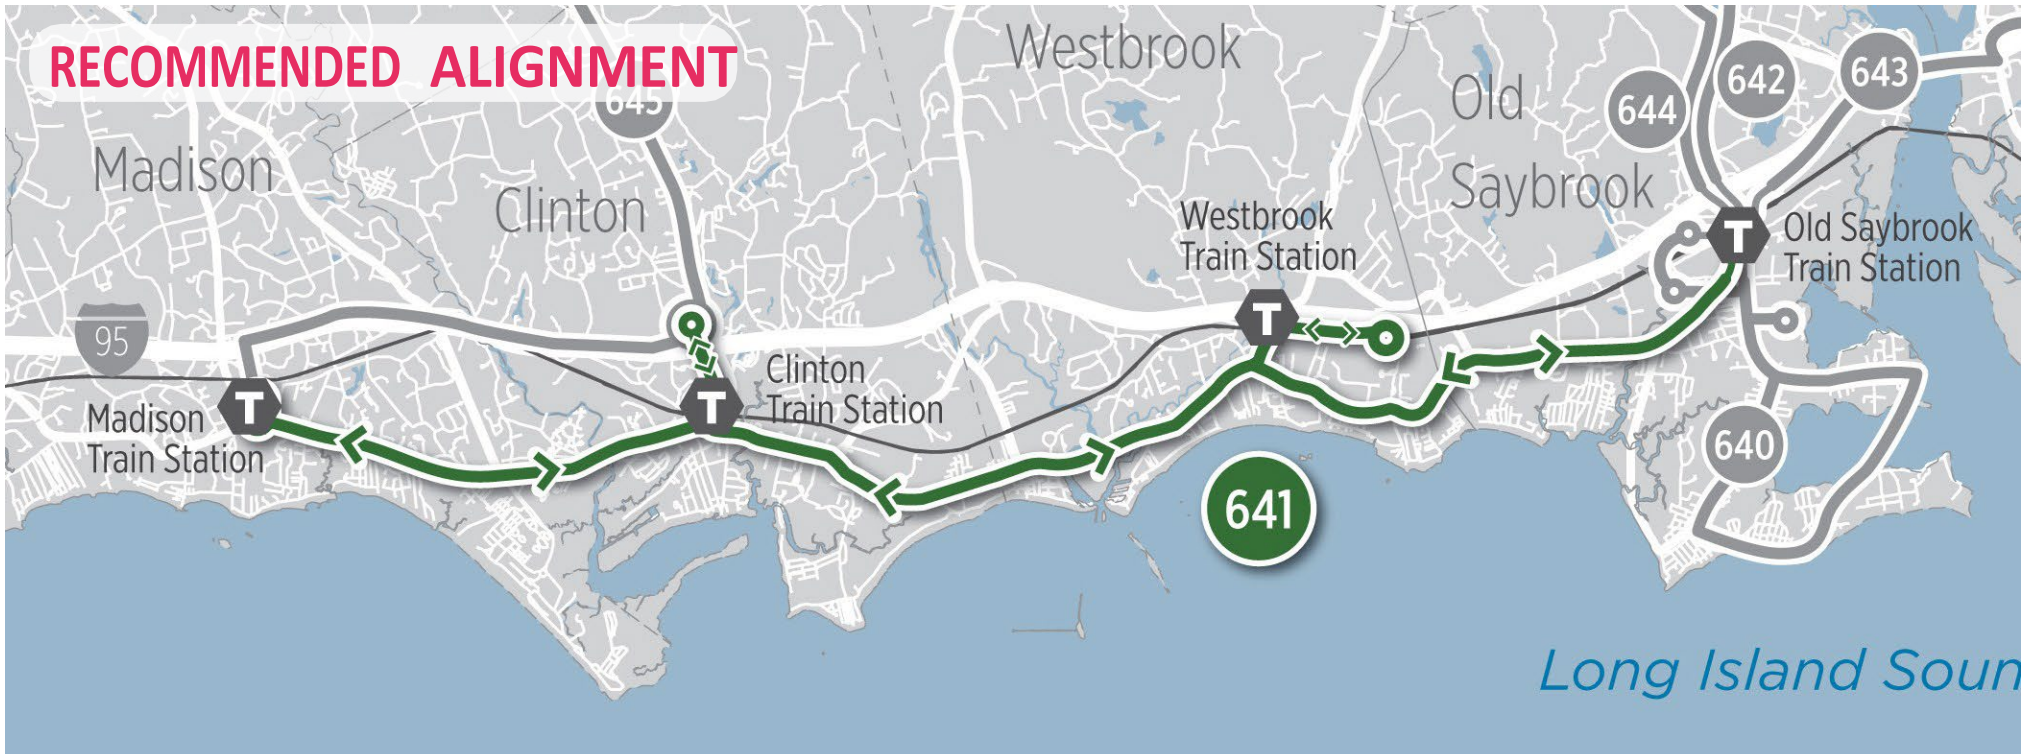 RECOMMENDED ALIGNMENT
Westbrook
Old
Saybrook
644
642
643
645
Madison
Clinton
Westbrook
Train Station
T
T
Old Saybrook
Train Station
95
Clinton
Train Station
T
Madison
Train Station
T
641
640
Long Island Soun